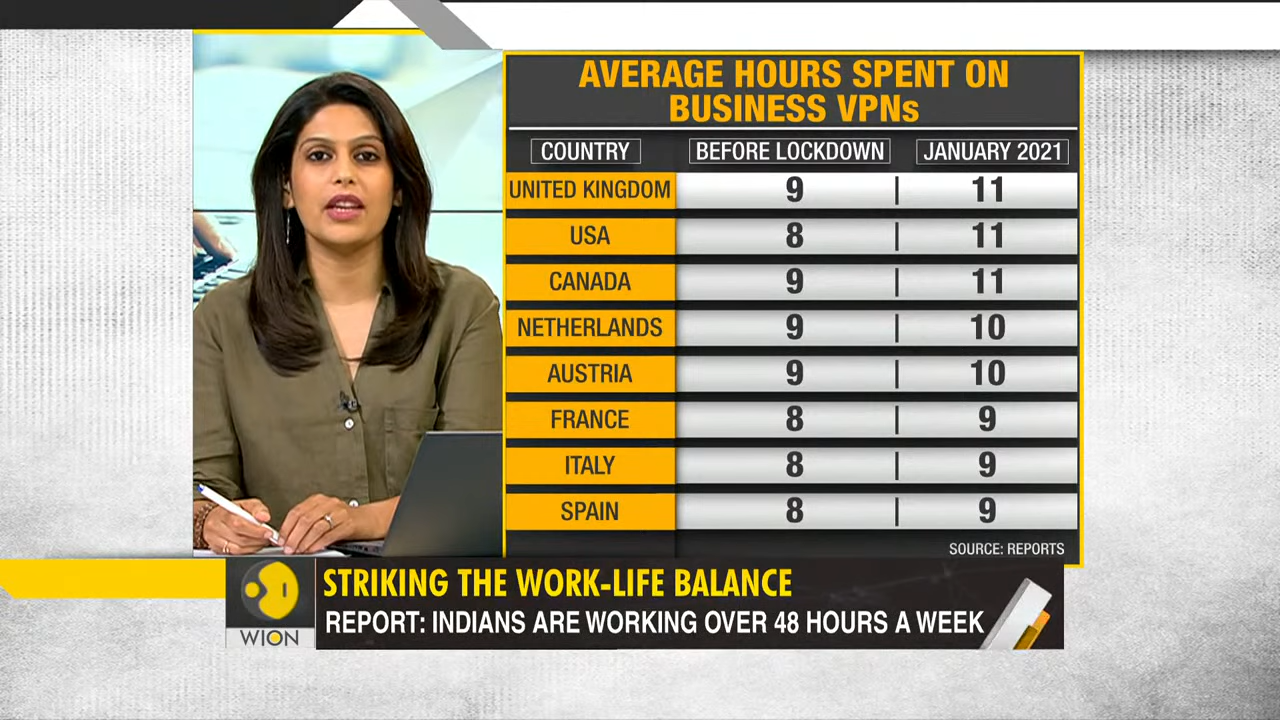 AVERAGE HOURS SPENT ON
BUSINESS VPNs
COUNTRY BEFORE LOCKDOWN JANUARY 2021
UNITED KINGDOM 9 | 11
USA 8 | 11
CANADA 9 | 11
NETHERLANDS 9 | 10
AUSTRIA 9 | 10
FRANCE 8 | 9
ITALY 8 | 9
SPAIN 8 | 9
SOURCE: REPORTS
STRIKING THE WORK-LIFE BALANCE
REPORT: INDIANS ARE WORKING OVER 48 HOURS A WEEK
WION